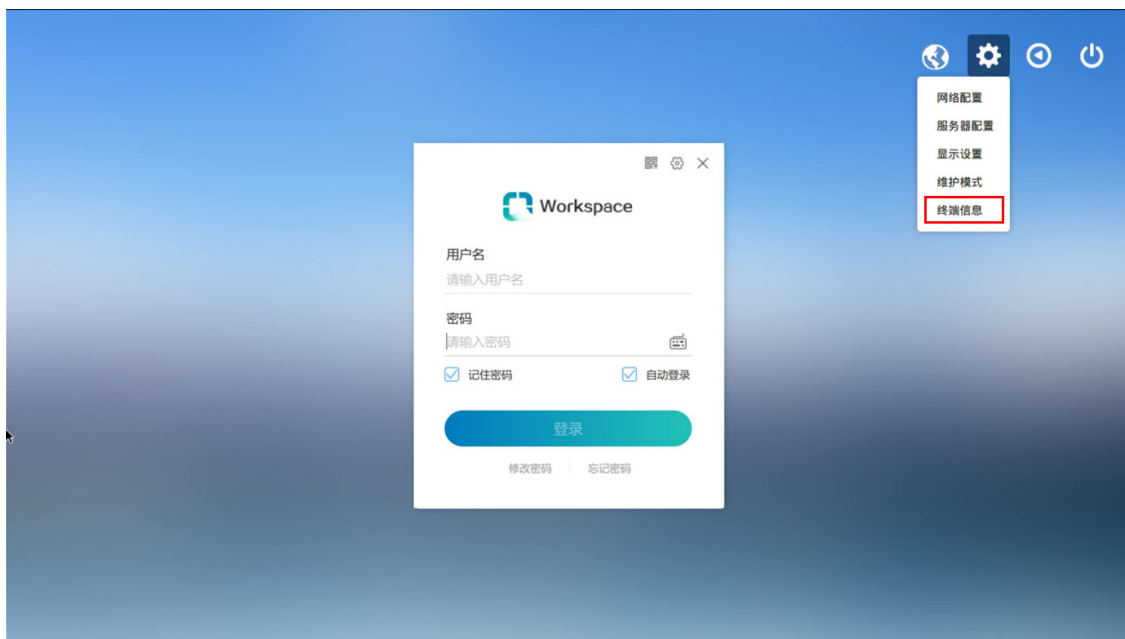 网络配置
服务器配置
显示设置
维护模式
终端信息
Workspace
用户名
请输入用户名
密码
请输入密码
记住密码
自动登录
登录
修改密码
忘记密码